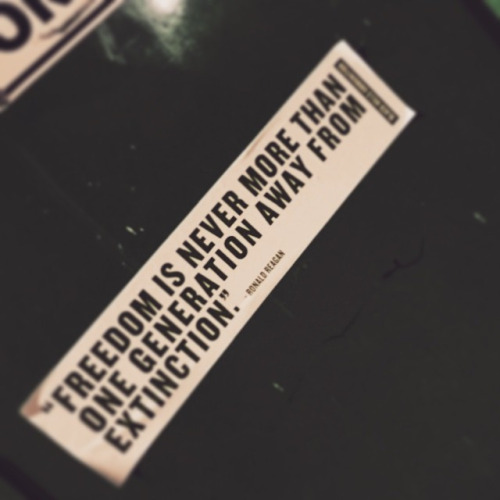 "FREEDOM IS NEVER MORE THAN
ONE GENERATION AWAY FROM
EXTINCTION."
- RONALD REAGAN